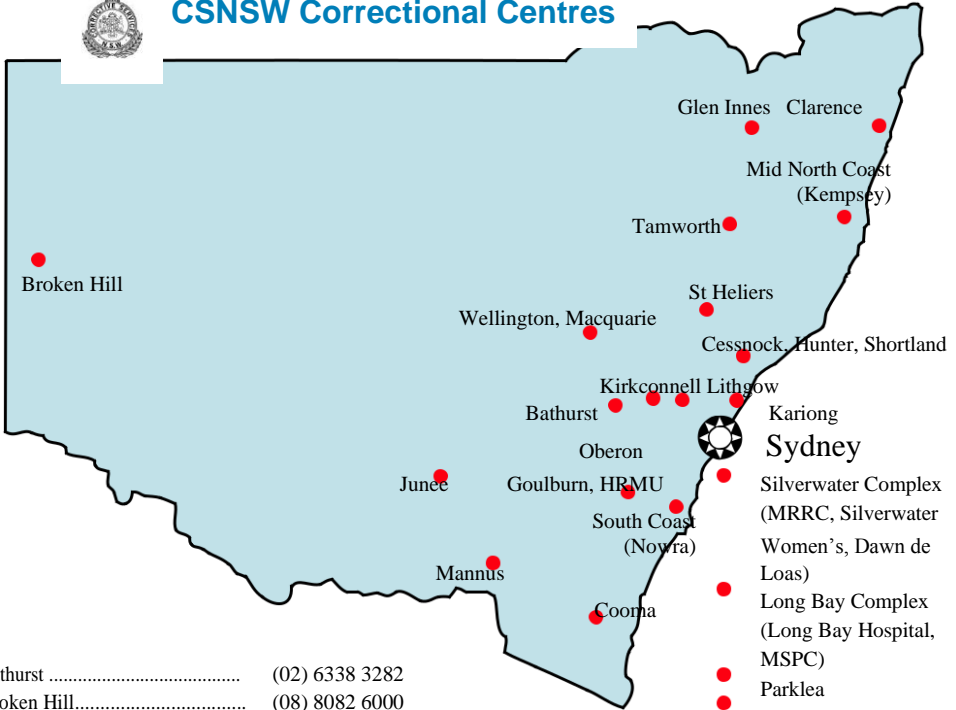 CSNSW Correctional Centres
Glen Innes
Clarence
Mid North Coast
(Kempsey)
Tamworth
Broken Hill
St Heliers
Wellington, Macquarie
Cessnock, Hunter, Shortland
Kirkconnell
Lithgow
Bathurst
Kariong
Sydney
Oberon
Junee
Goulburn, HRMU
South Coast
(Nowra)
Mannus
Cooma
Silverwater Complex
(MRRC, Silverwater
Women's, Dawn de
Loas)
Long Bay Complex
(Long Bay Hospital,
MSPC)
Parklea
thurst ...................................... (02) 6338 3282
oken Hill.................................. (08) 8082 6000